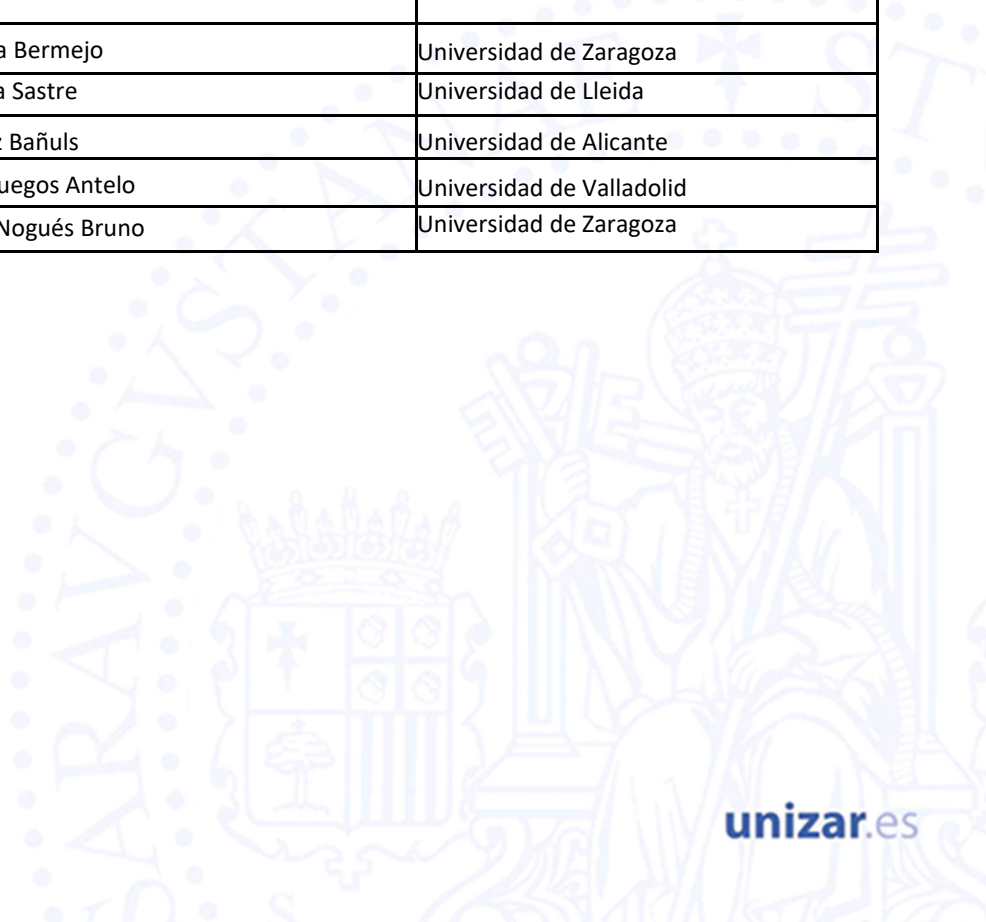 a Bermejo Universidad de Zaragoza
a Sastre Universidad de Lleida
z Bañuls Universidad de Alicante
uegos Antelo Universidad de Valladolid
Nogués Bruno Universidad de Zaragoza
unizar.es